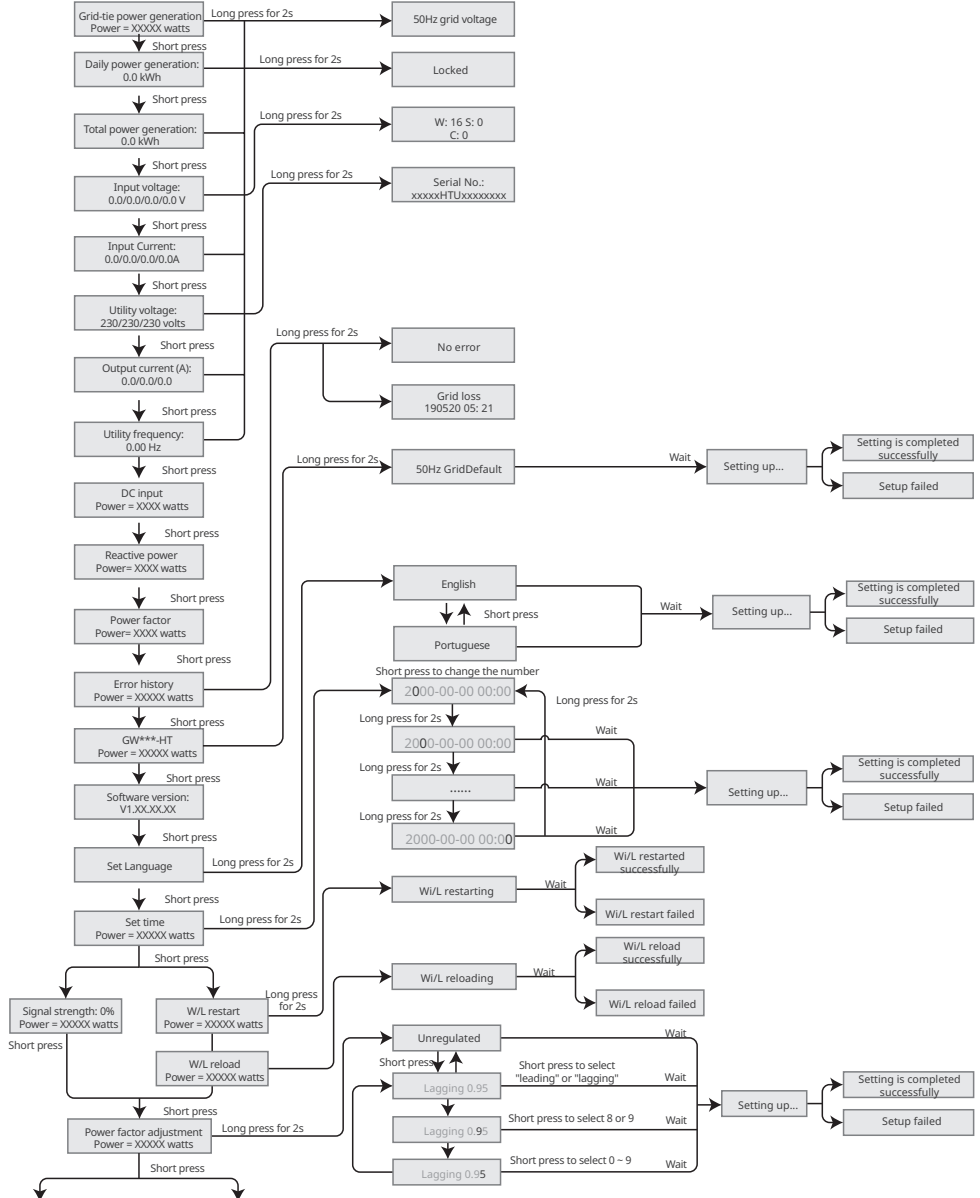 Grid-tie power generation
Power = XXXXX watts
Long press for 2s
50Hz grid voltage
Short press
Daily power generation:
0.0 kWh
Long press for 2s
Locked
Short press
Total power generation:
0.0 kWh
Long press for 2s
W: 16 S: 0
C: 0
Short press
Input voltage:
0.0/0.0/0.0/0.0 V
Long press for 2s
Serial No.:
xxxxxHTUxxxxxxxx
Short press
Input Current:
0.0/0.0/0.0/0.0A
Short press
Utility voltage:
230/230/230 volts
Long press for 2s
No error
Short press
Output current (A):
0.0/0.0/0.0
Grid loss
190520 05: 21
Short press
Utility frequency:
0.00 Hz
Long press for 2s
50Hz GridDefault
Wait
Setting up...
Setting is completed
successfully
Setup failed
Short press
DC input
Power = XXXX watts
Short press
Reactive power
Power= XXXX watts
Short press
Power factor
Power= XXXX watts
English
Short press
Portuguese
Wait
Setting up...
Setting is completed
successfully
Setup failed
Short press
Error history
Power = XXXXX watts
Short press to change the number
2000-00-00 00:00
Long press for 2s
Short press
GW***-HT
Power = XXXXX watts
Long press for 2s
2000-00-00 00:00
Wait
Short press
Software version:
V1.XX.XX.XX
Long press for 2s
......
Wait
Setting up...
Setting is completed
successfully
Setup failed
Long press for 2s
2000-00-00 00:00
Wait
Short press
Set Language
Long press for 2s
Wi/L restarting
Wait
Wi/L restarted
successfully
Wi/L restart failed
Short press
Set time
Power = XXXXX watts
Long press for 2s
Short press
Wi/L reloading
Wait
Wi/L reload
successfully
Wi/L reload failed
Signal strength: 0%
Power = XXXXX watts
W/L restart
Power = XXXXX watts
Long press
for 2s
Short press
W/L reload
Power = XXXXX watts
Unregulated
Wait
Short press
Lagging 0.95
Short press to select
"leading" or "lagging"
Wait
Short press
Power factor adjustment
Power = XXXXX watts
Long press for 2s
Lagging 0.95
Short press to select 8 or 9
Wait
Setting up...
Setting is completed
successfully
Setup failed
Short press
Lagging 0.95
Short press to select 0 ~ 9
Wait